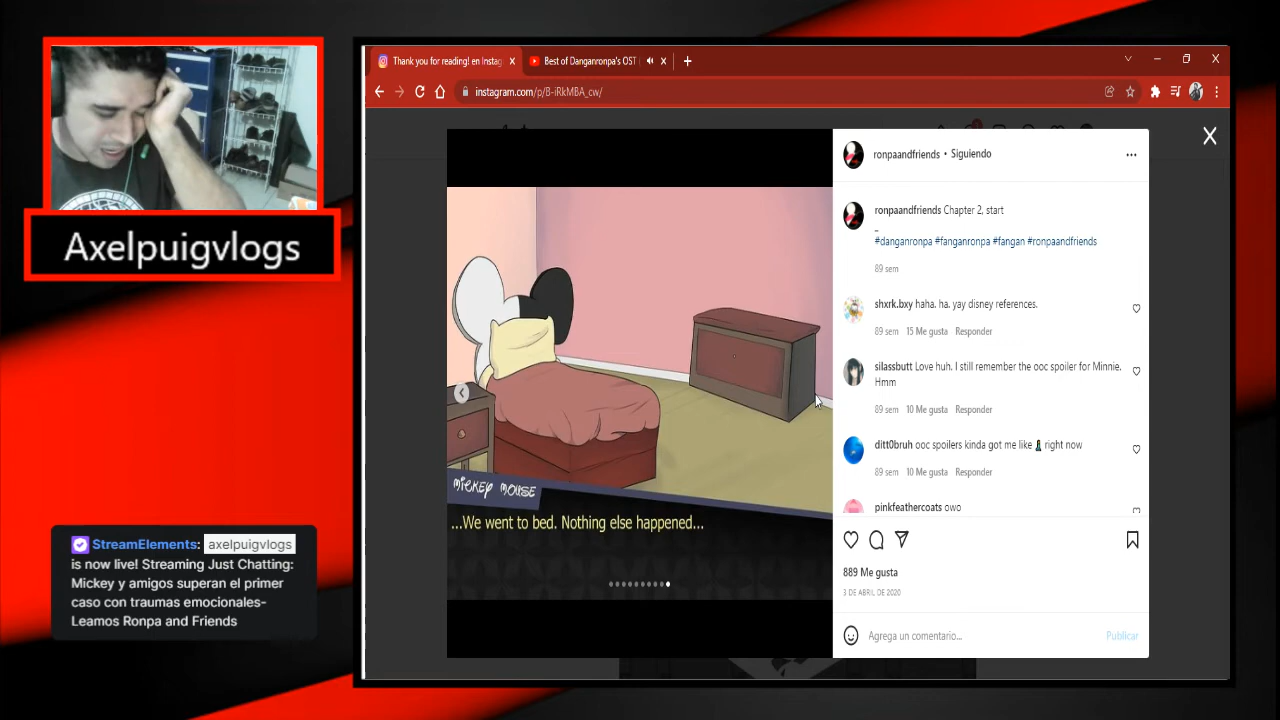 Thank you for reading! en Instag
Best of Danganronpa's OST
instagram.com/p/B-iRkMBA_cw/
Axelpuigvlogs
StreamElements: axelpuigvlogs
is now live! Streaming Just Chatting:
Mickey y amigos superan el primer
caso con traumas emocionales-
Leamos Ronpa and Friends
MICKEY MOUSE
...We went to bed. Nothing else happened...
ronpaandfriends • Siguiendo
ronpaandfriends Chapter 2, start
_
#danganronpa #fanganronpa #fangan #ronpaandfriends
89 sem
shxrk.bxy haha. ha. yay disney references.
89 sem 15 Me gusta Responder
silassbutt Love huh. I still remember the ooc spoiler for Minnie.
Hmm
89 sem 10 Me gusta Responder
ditt0bruh ooc spoilers kinda got me like right now
89 sem 10 Me gusta Responder
pinkfeathercoats owo
889 Me gusta
3 DE ABRIL DE 2020
Agrega un comentario...
Publicar